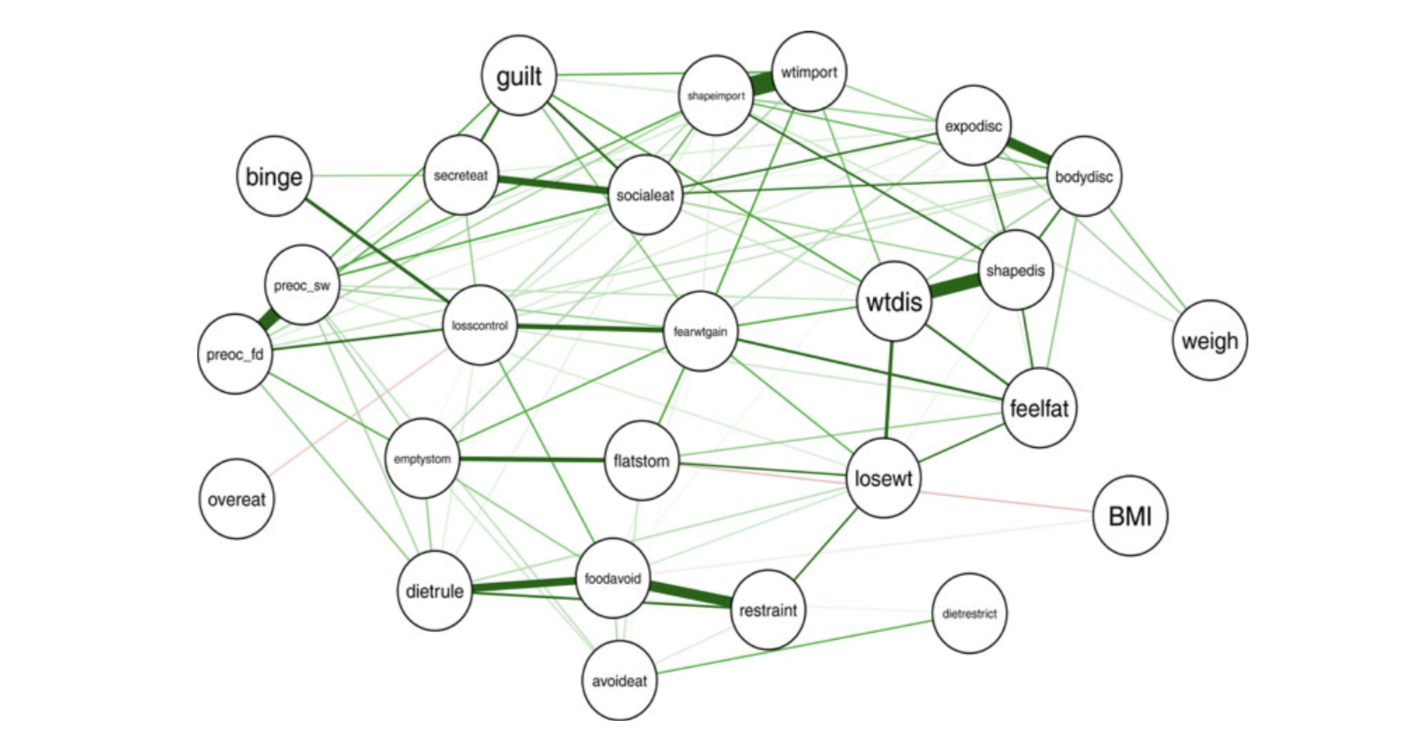 wtimport
guilt
shapeimport
expodisc
binge
secreteat
bodydisc
socialeat
shapedis
preoc_sw
wtdis
losscontrol
fearwtgain
weigh
preoc_fd
feelfat
emptystom
flatstom
losewt
overeat
BMI
foodavoid
dietrule
restraint
dietrestrict
avoideat